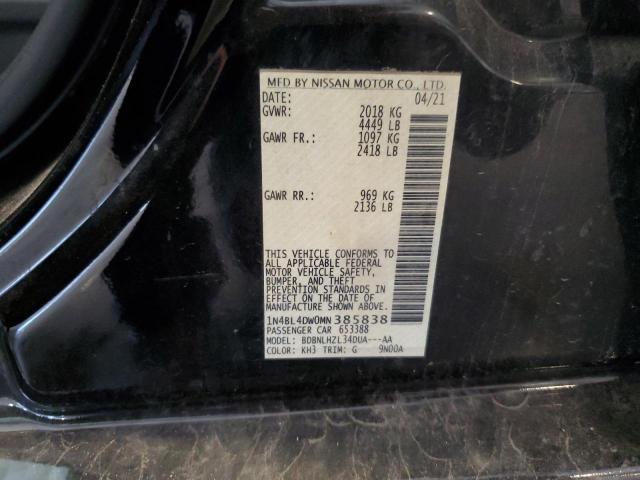 MFD BY NISSAN MOTOR CO., LTD.
DATE: 04/21
GVWR: 2018 KG
4449 LB
GAWR FR.: 1097 KG
2418 LB
GAWR RR.: 969 KG
2136 LB
THIS VEHICLE CONFORMS TO
ALL APPLICABLE FEDERAL
MOTOR VEHICLE SAFETY,
BUMPER, AND THEFT
PREVENTION STANDARDS IN
EFFECT ON THE DATE OF
MANUFACTURE SHOWN ABOVE.
1N4BL4DW0MN385838
PASSENGER CAR 653388
MODEL: BDBNLHZL34DUA---AA
COLOR: KH3 TRIM: G 9N00A